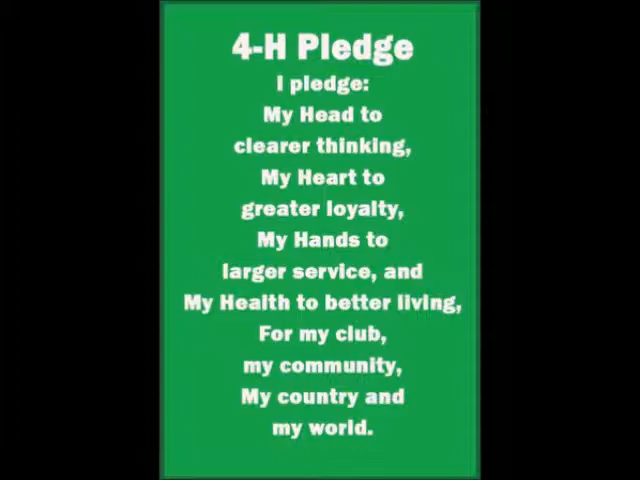 4-H Pledge
I pledge:
My Head to
clearer thinking,
My Heart to
greater loyalty,
My Hands to
larger service, and
My Health to better living,
For my club,
my community,
My country and
my world.